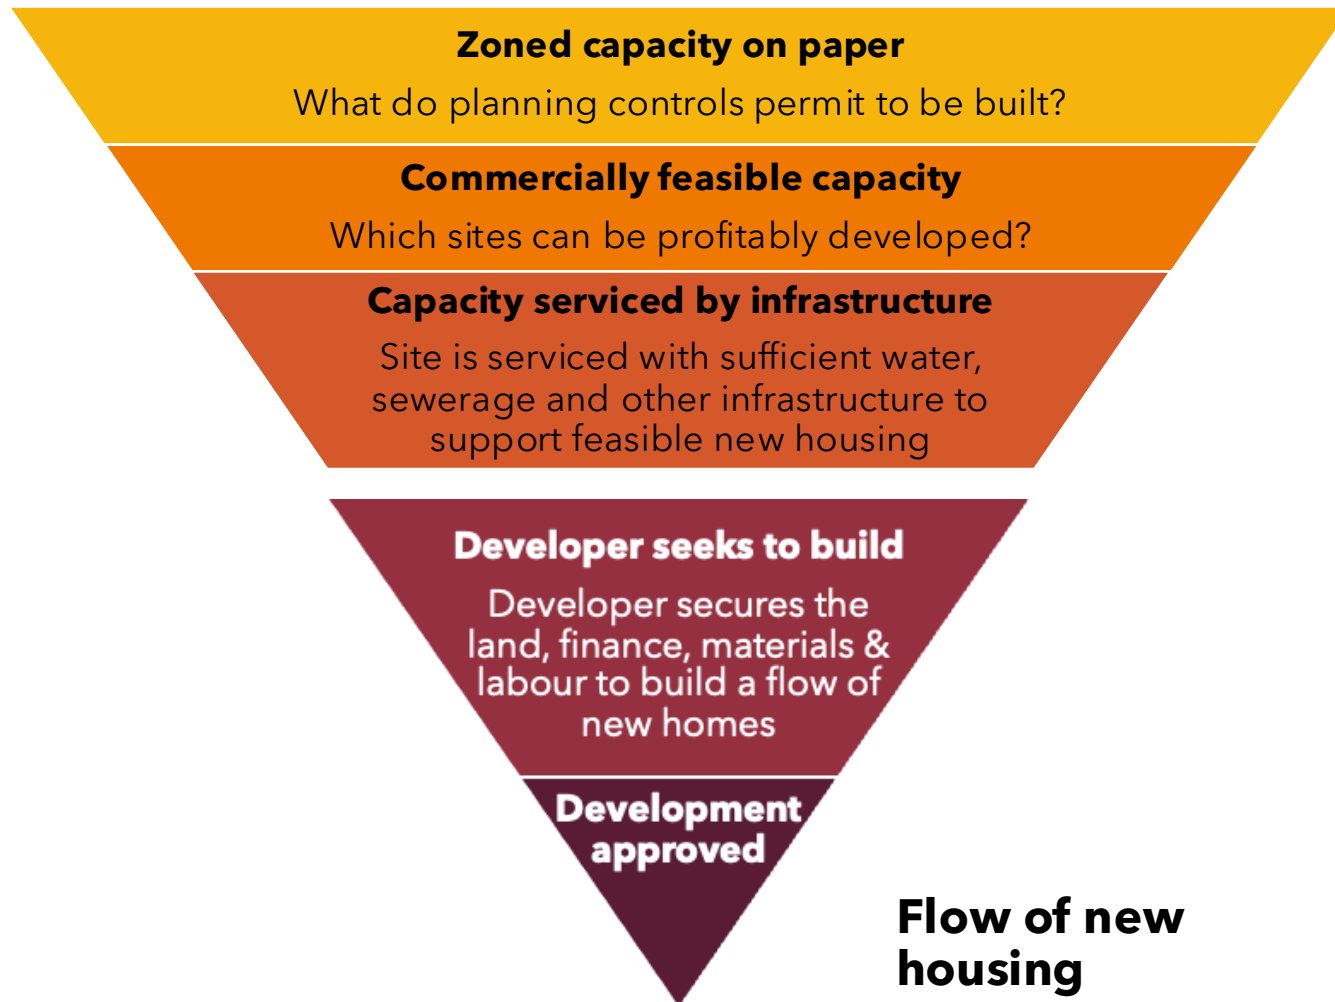 Zoned capacity on paper
What do planning controls permit to be built?
Commercially feasible capacity
Which sites can be profitably developed?
Capacity serviced by infrastructure
Site is serviced with sufficient water,
sewerage and other infrastructure to
support feasible new housing
Developer seeks to build
Developer secures the
land, finance, materials &
labour to build a flow of
new homes
Development
approved
Flow of new
housing